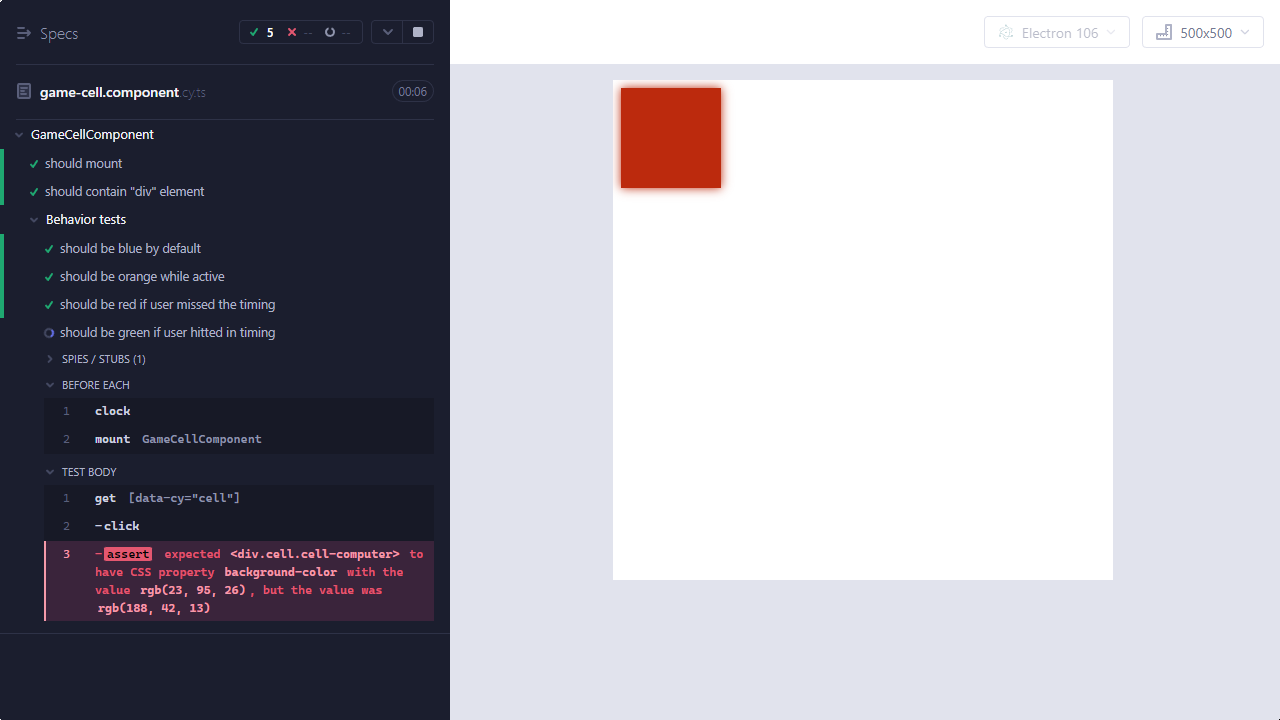 Specs
5 -- --
game-cell.component.cy.ts 00:06
GameCellComponent
should mount
should contain "div" element
Behavior tests
should be blue by default
should be orange while active
should be red if user missed the timing
should be green if user hitted in timing
SPIES / STUBS (1)
BEFORE EACH
1 clock
2 mount GameCellComponent
TEST BODY
1 get [data-cy="cell"]
2 -click
3 -assert expected <div.cell.cell-computer> to
have CSS property background-color with the
value rgb(23, 95, 26), but the value was
rgb(188, 42, 13)
Electron 106
500x500